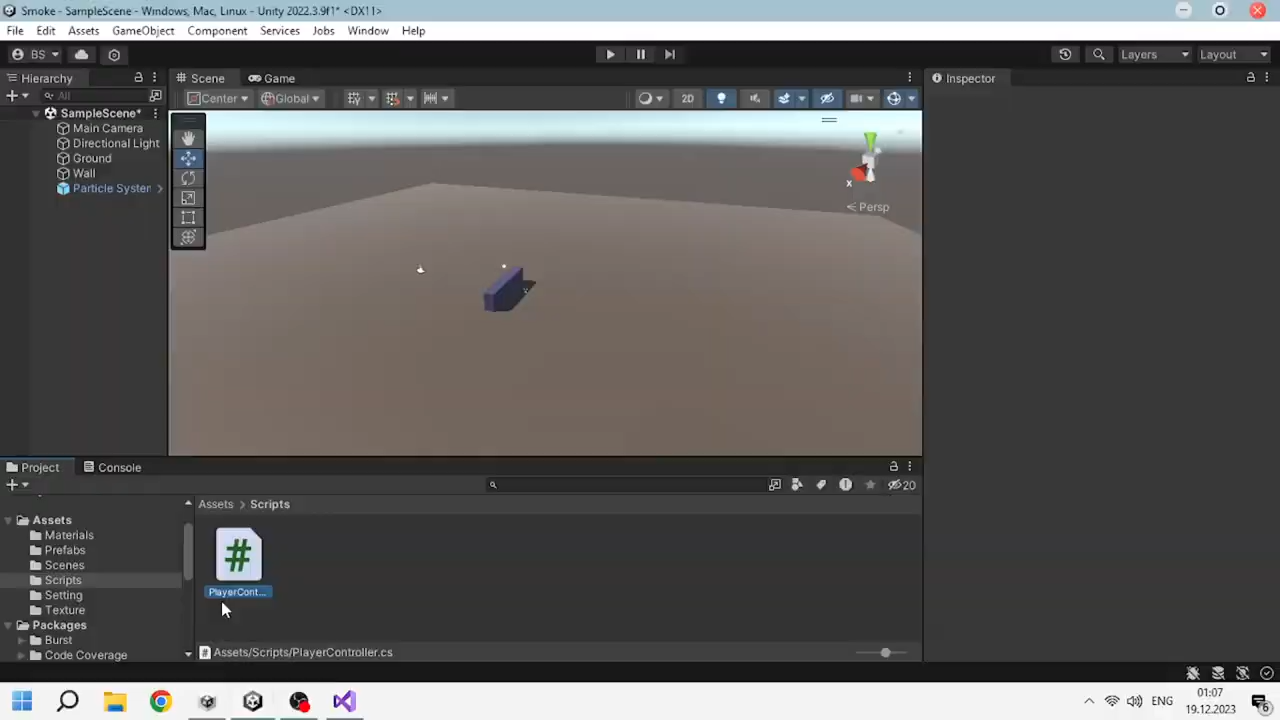 Smoke - SampleScene - Windows, Mac, Linux - Unity 2022.3.9f1* <DX11>
File Edit Assets GameObject Component Services Jobs Window Help
BS Layers Layout
Hierarchy Scene Game Inspector
All Center Global 2D
SampleScene*
Main Camera
Directional Light
Ground
Wall
Particle System
x
Persp
Project Console
20
Assets > Scripts
Assets
Materials
Prefabs
Scenes
Scripts
Setting
Texture
Packages
Burst
Code Coverage
#
PlayerCont...
Assets/Scripts/PlayerController.cs
ENG
01:07
19.12.2023
6